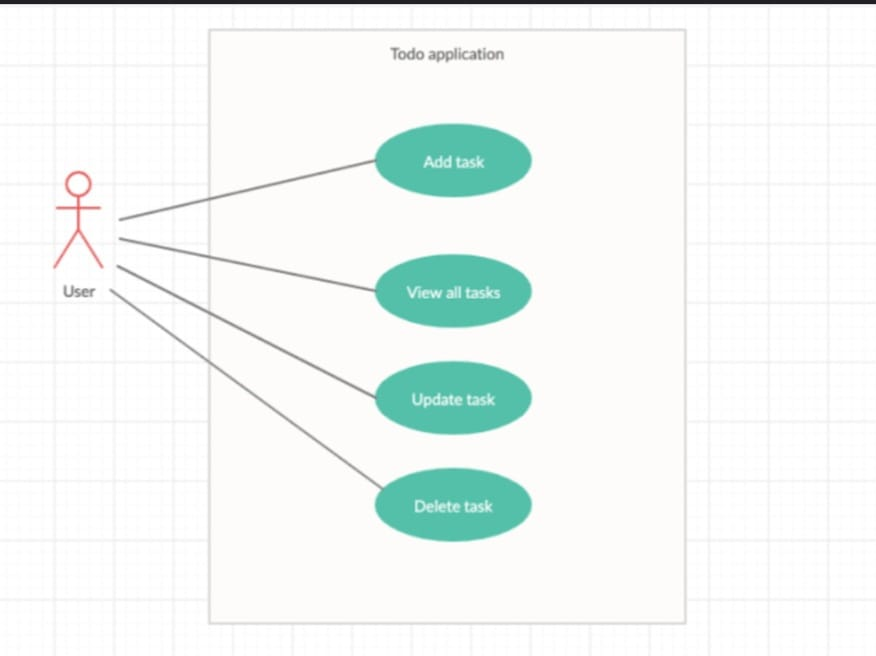 Todo application
Add task
User
View all tasks
Update task
Delete task